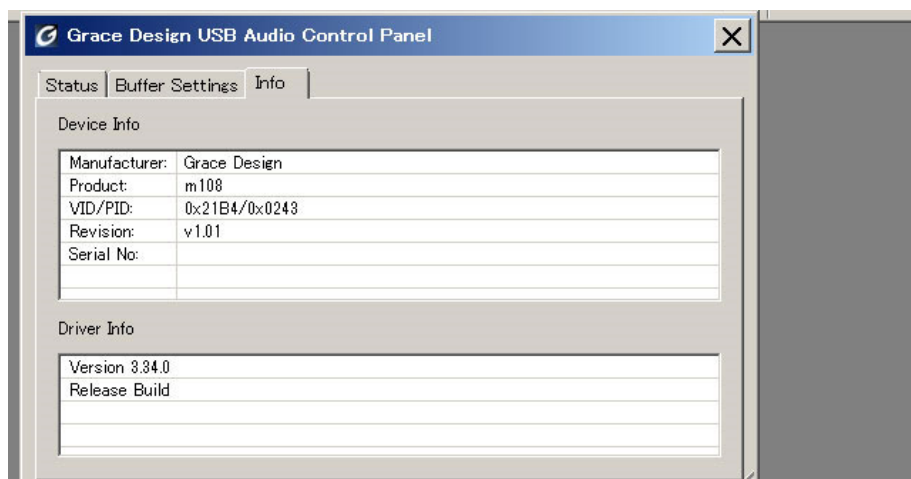 Grace Design USB Audio Control Panel
Status Buffer Settings Info
Device Info
Manufacturer: Grace Design
Product: m108
VID/PID: 0x21B4/0x0243
Revision: v1.01
Serial No:
Driver Info
Version 3.34.0
Release Build